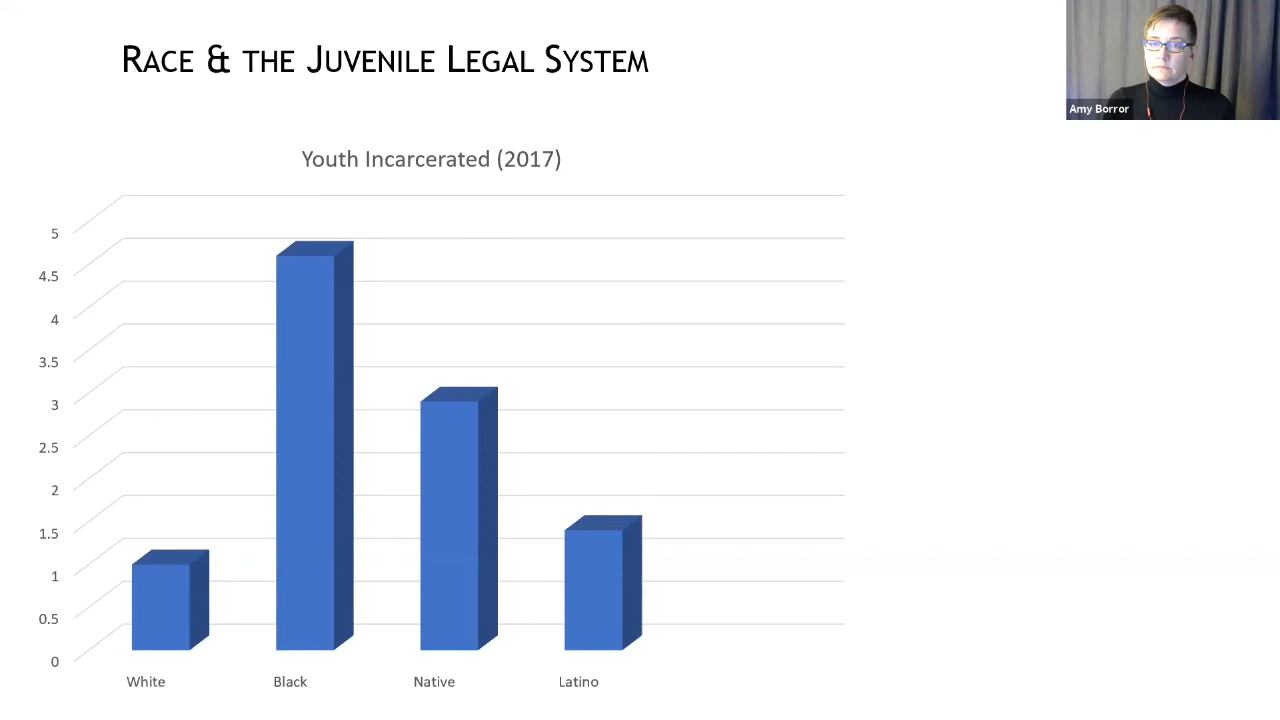 RACE & THE JUVENILE LEGAL SYSTEM
Amy Borror
Youth Incarcerated (2017)
5
4.5
4
3.5
3
2.5
2
1.5
1
0.5
0
White Black Native Latino